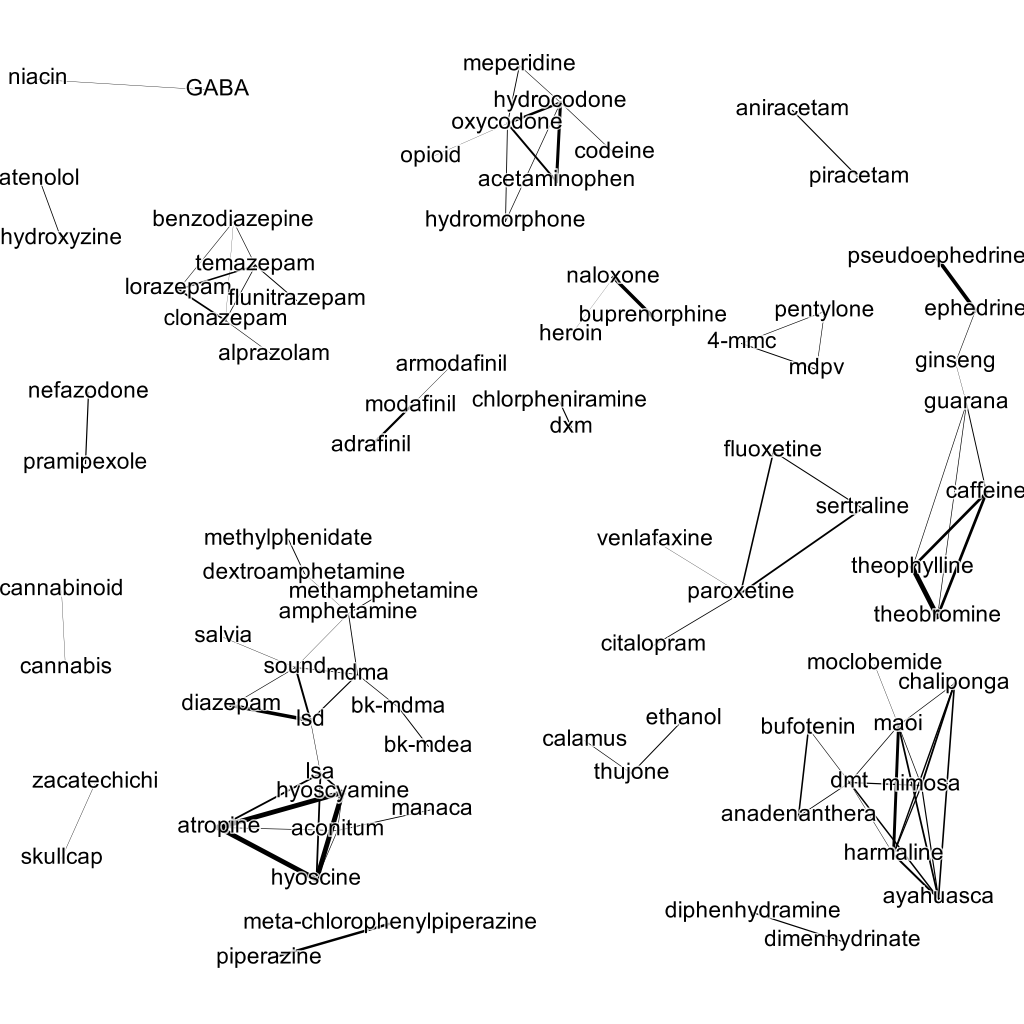 meperidine
niacin
GABA
hydrocodone
aniracetam
oxycodone
opioid
codeine
piracetam
atenolol
acetaminophen
hydromorphone
benzodiazepine
hydroxyzine
pseudoephedrine
temazepam
naloxone
lorazepam
flunitrazepam
ephedrine
pentylone
buprenorphine
clonazepam
heroin
4-mmc
alprazolam
ginseng
armodafinil
mdpv
nefazodone
chlorpheniramine
guarana
modafinil
dxm
adrafinil
fluoxetine
pramipexole
caffeine
sertraline
methylphenidate
venlafaxine
theophylline
dextroamphetamine
cannabinoid
methamphetamine
paroxetine
amphetamine
theobromine
salvia
citalopram
cannabis
sound
mdma
moclobemide
chaliponga
diazepam
bk-mdma
lsd
ethanol
maoi
bufotenin
calamus
bk-mdea
lsa
thujone
zacatechichi
dmt
mimosa
hyoscyamine
manaca
anadenanthera
atropine
aconitum
skullcap
harmaline
hyoscine
ayahuasca
diphenhydramine
meta-chlorophenylpiperazine
dimenhydrinate
piperazine